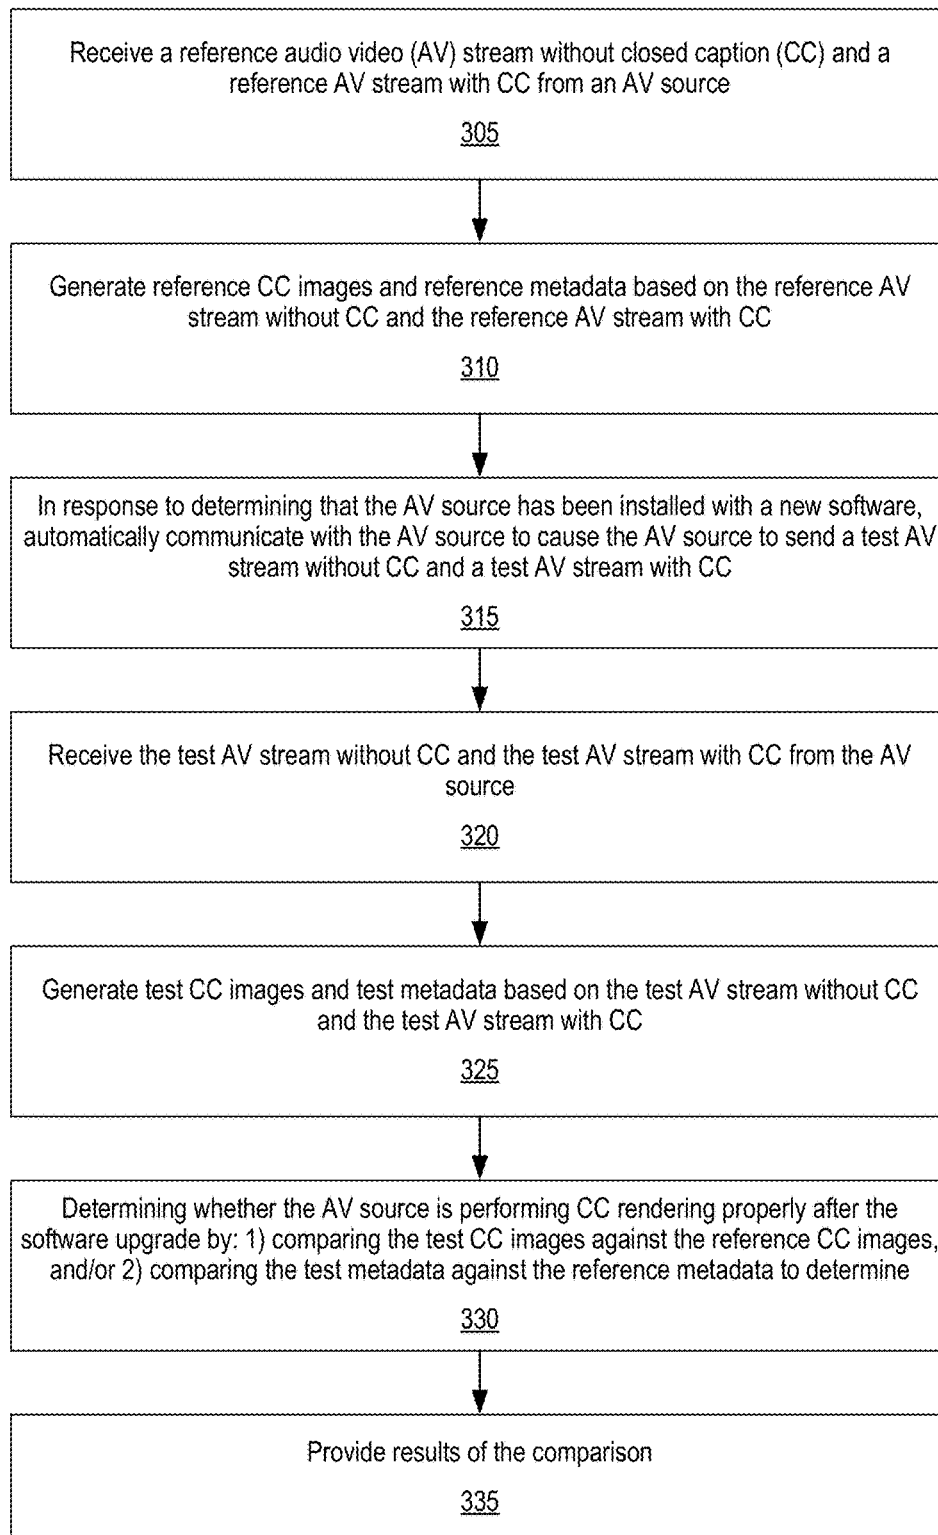 Receive a reference audio video (AV) stream without closed caption (CC) and a
reference AV stream with CC from an AV source
305
Generate reference CC images and reference metadata based on the reference AV
stream without CC and the reference AV stream with CC
310
In response to determining that the AV source has been installed with a new software,
automatically communicate with the AV source to cause the AV source to send a test AV
stream without CC and a test AV stream with CC
315
Receive the test AV stream without CC and the test AV stream with CC from the AV
source
320
Generate test CC images and test metadata based on the test AV stream without CC
and the test AV stream with CC
325
Determining whether the AV source is performing CC rendering properly after the
software upgrade by: 1) comparing the test CC images against the reference CC images,
and/or 2) comparing the test metadata against the reference metadata to determine
330
Provide results of the comparison
335